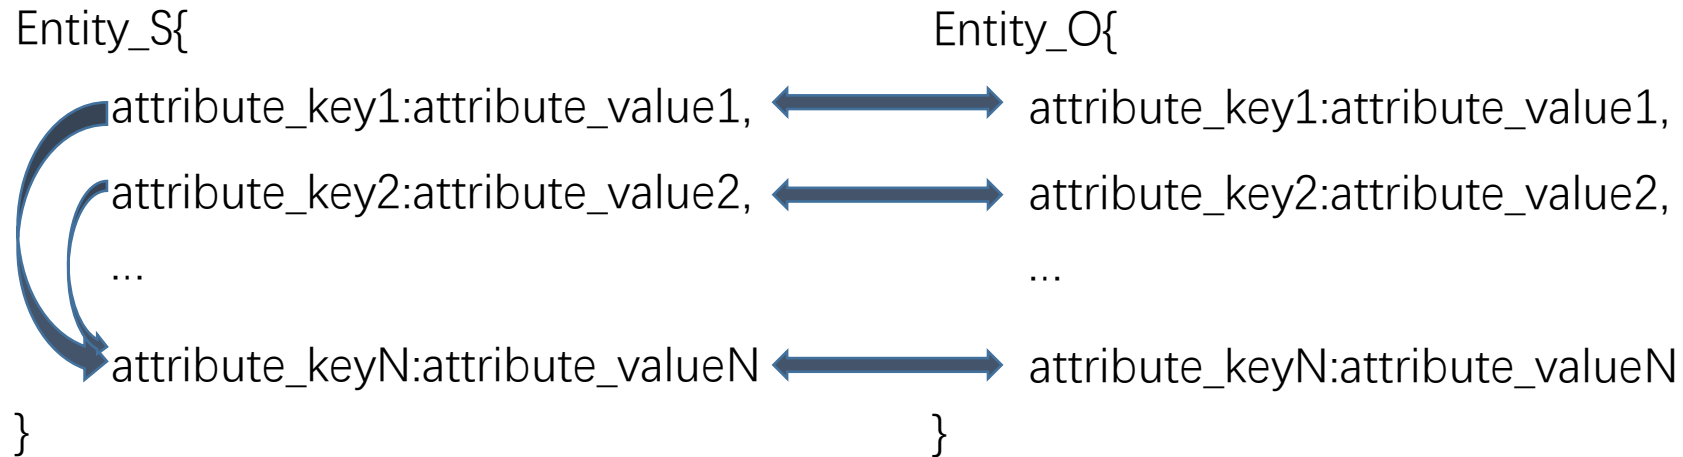 Entity_S{
attribute_key1:attribute_value1,
attribute_key2:attribute_value2,
...
attribute_keyN:attribute_valueN
}
Entity_O{
attribute_key1:attribute_value1,
attribute_key2:attribute_value2,
...
attribute_keyN:attribute_valueN
}